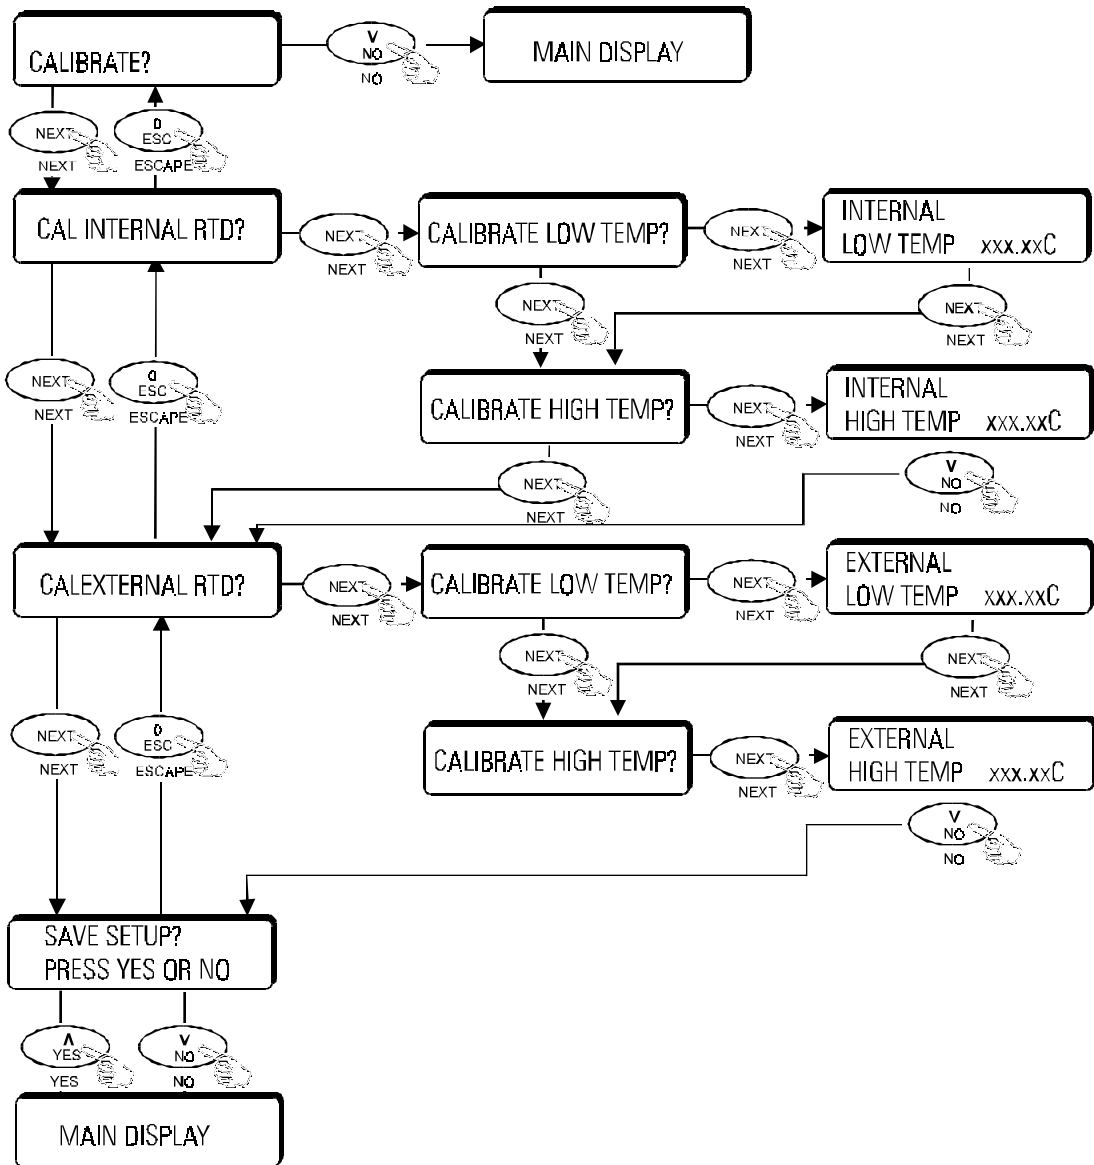 CALIBRATE?
V
NO
NO
MAIN DISPLAY
NEXT
NEXT
0
ESC
ESCAPE
CAL INTERNAL RTD?
NEXT
NEXT
CALIBRATE LOW TEMP?
NEXT
NEXT
INTERNAL
LOW TEMP xxx.xxC
NEXT
NEXT
NEXT
NEXT
NEXT
NEXT
0
ESC
ESCAPE
CALIBRATE HIGH TEMP?
NEXT
NEXT
INTERNAL
HIGH TEMP xxx.xxC
NEXT
NEXT
V
NO
NO
CALEXTERNAL RTD?
NEXT
NEXT
CALIBRATE LOW TEMP?
NEXT
NEXT
EXTERNAL
LOW TEMP xxx.xxC
NEXT
NEXT
NEXT
NEXT
NEXT
NEXT
0
ESC
ESCAPE
CALIBRATE HIGH TEMP?
NEXT
NEXT
EXTERNAL
HIGH TEMP xxx.xxC
V
NO
NO
SAVE SETUP?
PRESS YES OR NO
Λ
YES
YES
V
NO
NO
MAIN DISPLAY